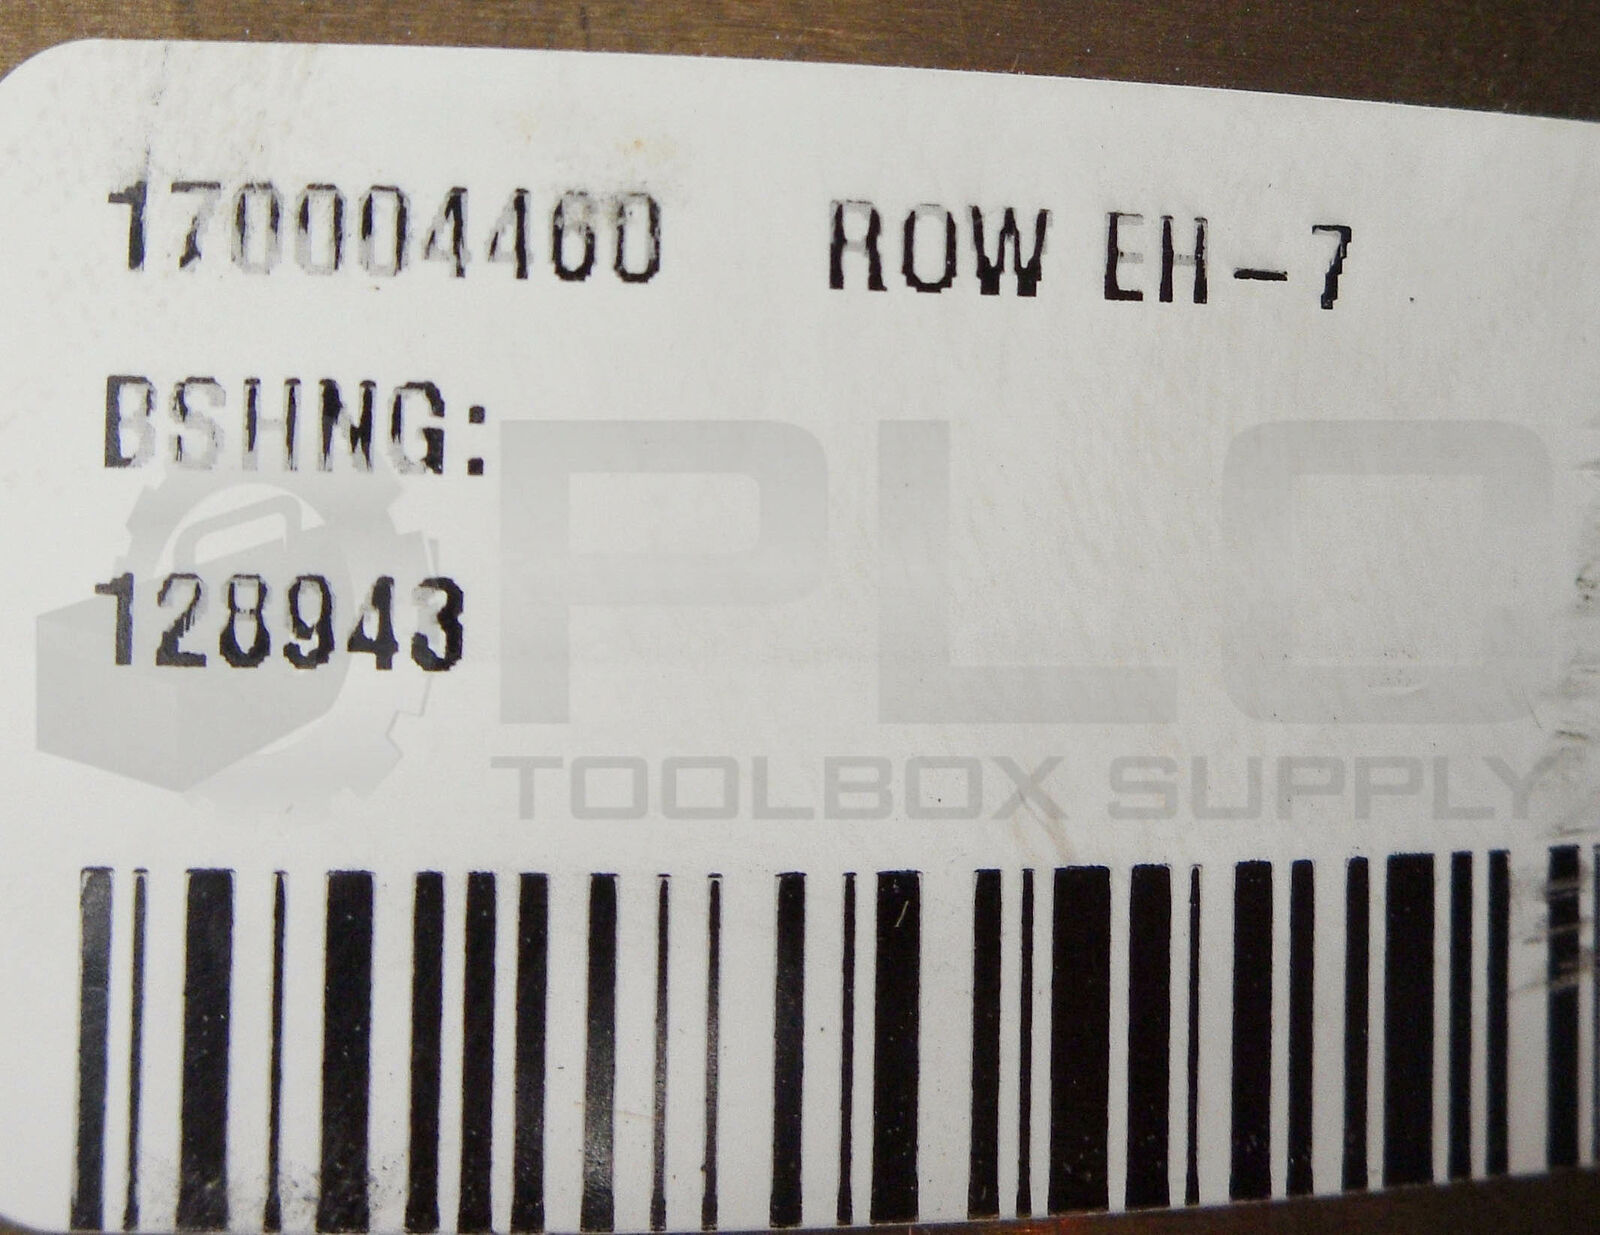 170004460 ROW EH-7
BSHNG:
128943
PLC
TOOLBOX SUPPLY